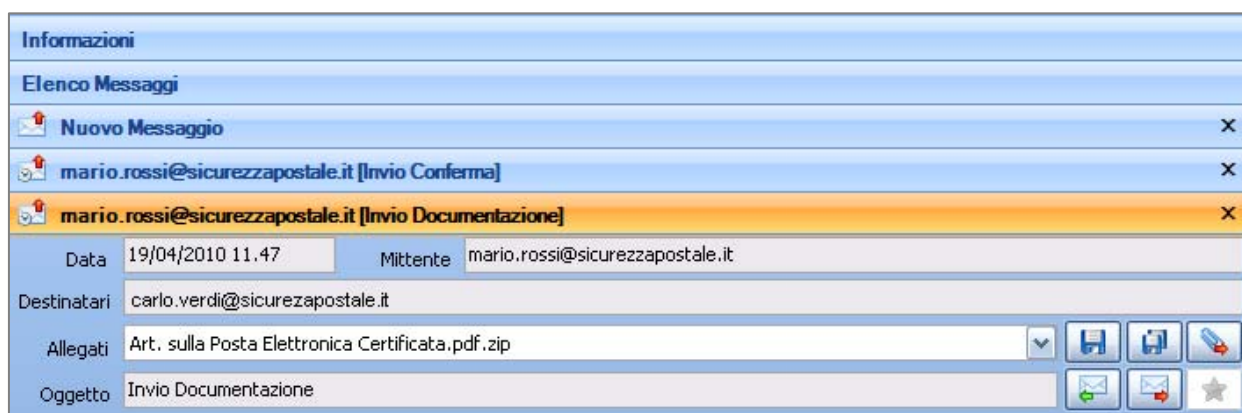 Informazioni
Elenco Messaggi
Nuovo Messaggio
mario.rossi@sicurezzapostale.it [Invio Conferma]
mario.rossi@sicurezzapostale.it [Invio Documentazione]
Data 19/04/2010 11.47 Mittente mario.rossi@sicurezzapostale.it
Destinatari carlo.verdi@sicurezapostale.it
Allegati Art. sulla Posta Elettronica Certificata.pdf.zip
Oggetto Invio Documentazione